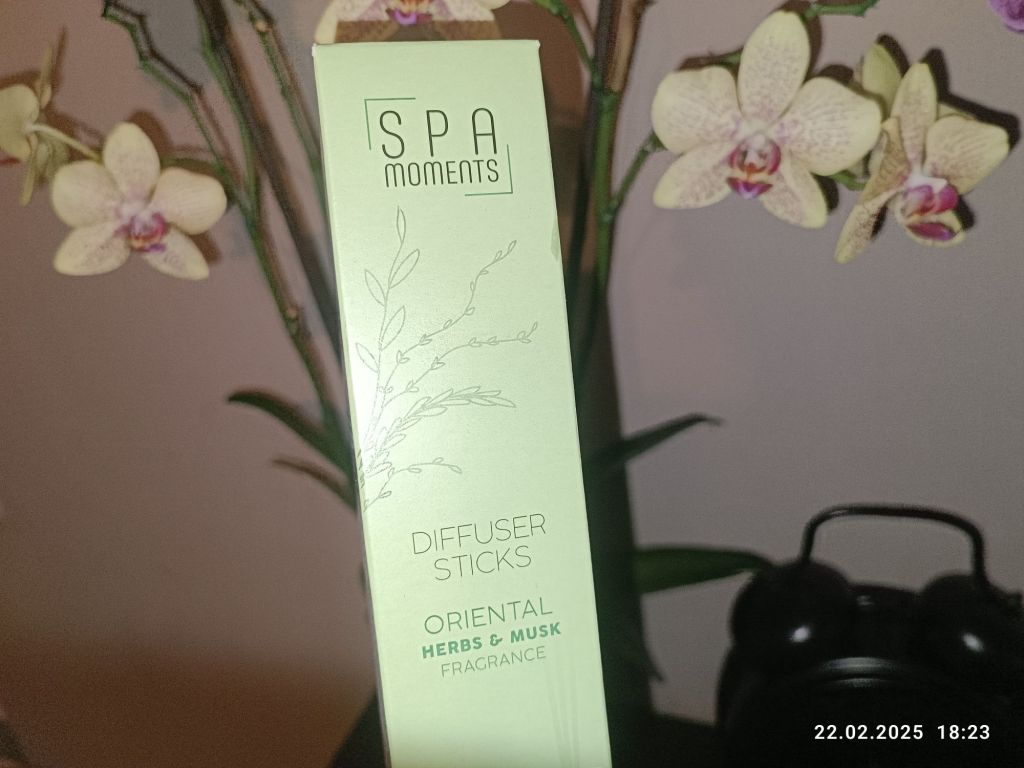 SPA
MOMENTS
DIFFUSER
STICKS
ORIENTAL
HERBS & MUSK
FRAGRANCE
22.02.2025 18:23